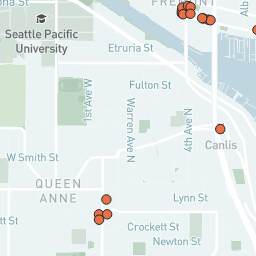 FREMONT
Seattle Pacific
University
Etruria St
Fulton St
1st Ave W
Warren Ave N
4th Ave N
Canlis
W Smith St
QUEEN
ANNE
Lynn St
Crockett St
Newton St